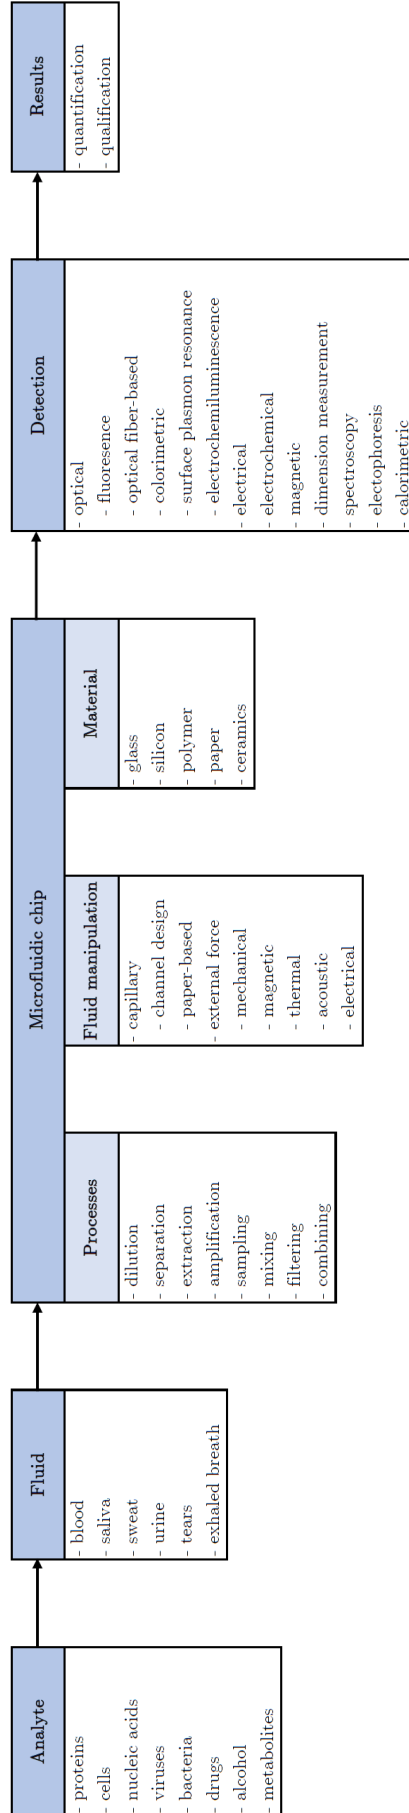 Analyte
- proteins
- cells
- nucleic acids
- viruses
- bacteria
- drugs
- alcohol
- metabolites
Fluid
- blood
- saliva
- sweat
- urine
- tears
- exhaled breath
Microfluidic chip
Processes
- dilution
- separation
- extraction
- amplification
- sampling
- mixing
- filtering
- combining
Fluid manipulation
- capillary
- channel design
- paper-based
- external force
- mechanical
- magnetic
- thermal
- acoustic
- electrical
Material
- glass
- silicon
- polymer
- paper
- ceramics
Detection
- optical
- fluoresence
- optical fiber-based
- colorimetric
- surface plasmon resonance
- electrochemiluminescence
- electrical
- electrochemical
- magnetic
- dimension measurement
- spectroscopy
- electophoresis
- calorimetric
Results
- quantification
- qualification